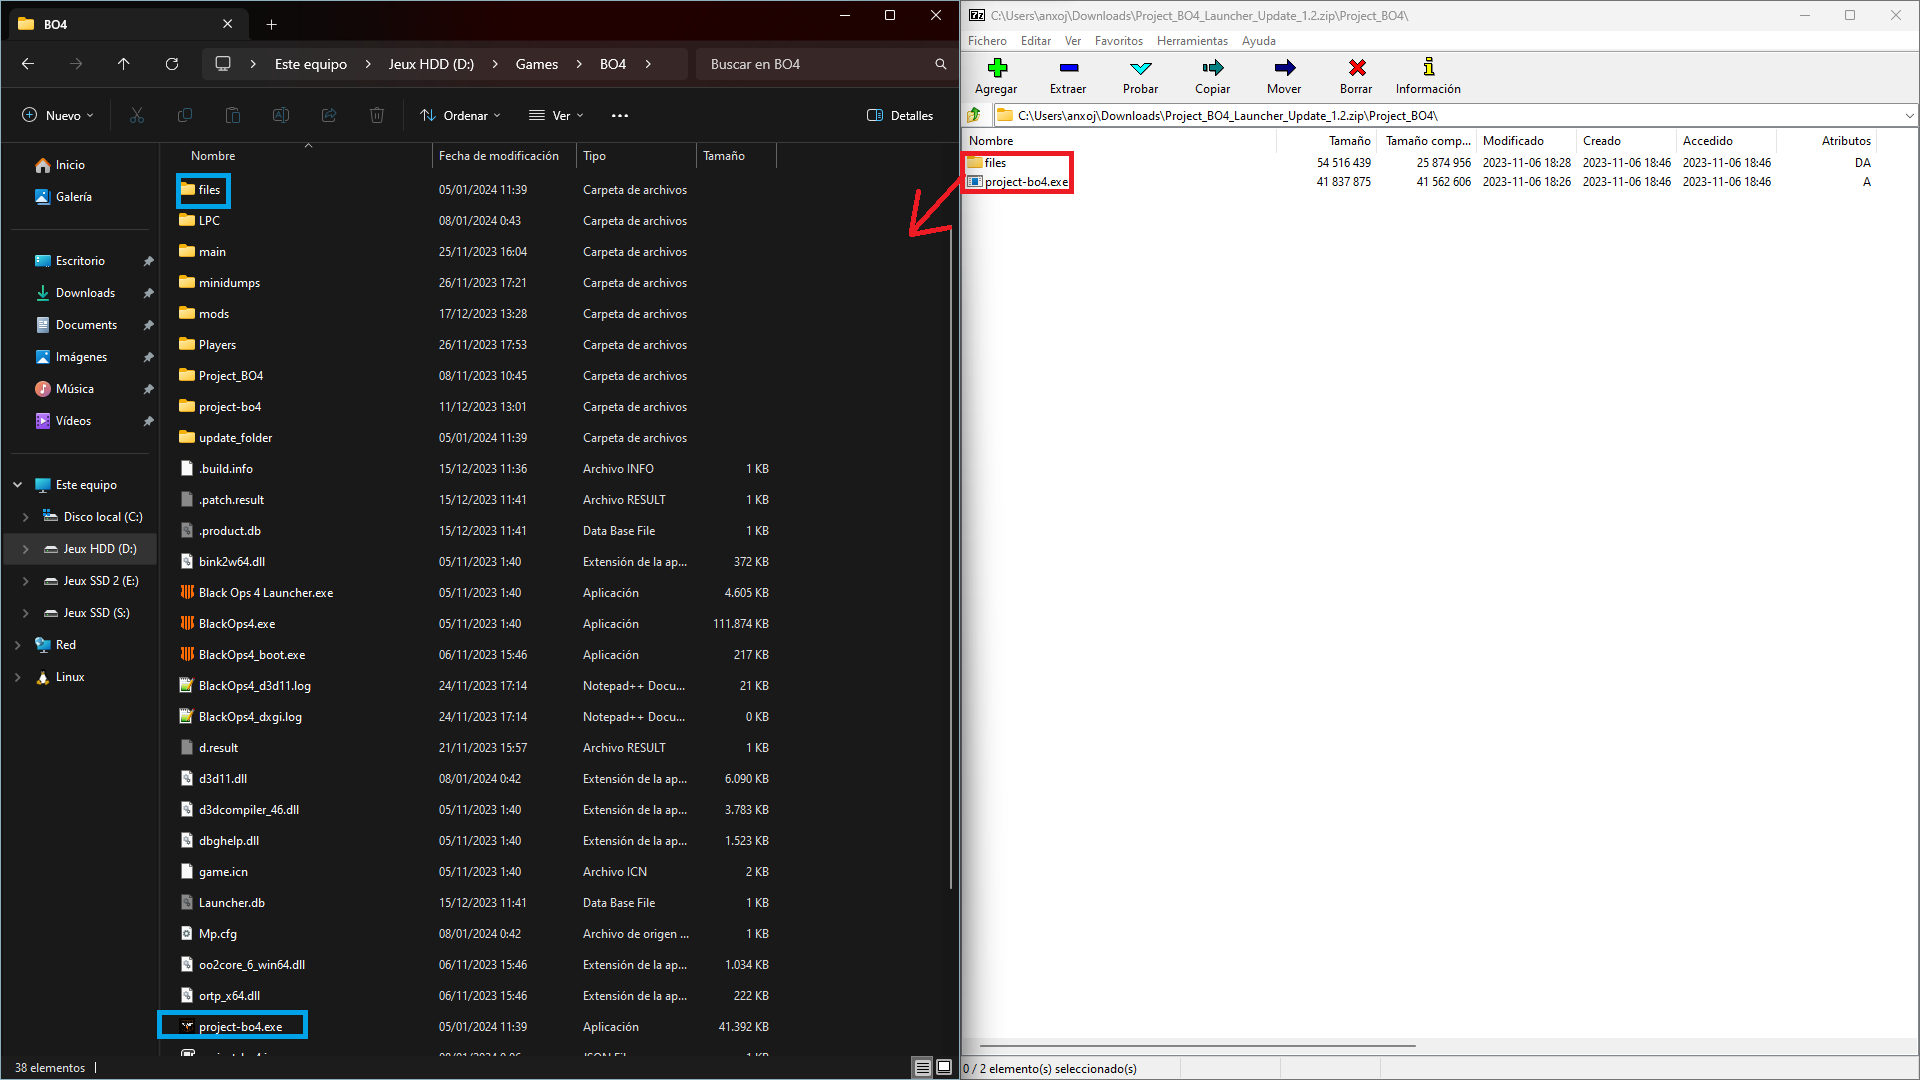 BO4
Este equipo
Jeux HDD (D:)
Games
BO4
Buscar en BO4
Nuevo
Ordenar
Ver
Detalles
Inicio
Galería
Escritorio
Downloads
Documents
Imágenes
Música
Vídeos
Este equipo
Disco local (C:)
Jeux HDD (D:)
Jeux SSD 2 (E:)
Jeux SSD (S:)
Red
Linux
Nombre Fecha de modificación Tipo Tamaño
files 05/01/2024 11:39 Carpeta de archivos
LPC 08/01/2024 0:43 Carpeta de archivos
main 25/11/2023 16:04 Carpeta de archivos
minidumps 26/11/2023 17:21 Carpeta de archivos
mods 17/12/2023 13:28 Carpeta de archivos
Players 26/11/2023 17:53 Carpeta de archivos
Project_BO4 08/11/2023 10:45 Carpeta de archivos
project-bo4 11/12/2023 13:01 Carpeta de archivos
update_folder 05/01/2024 11:39 Carpeta de archivos
.build.info 15/12/2023 11:36 Archivo INFO 1 KB
.patch.result 15/12/2023 11:41 Archivo RESULT 1 KB
.product.db 15/12/2023 11:41 Data Base File 1 KB
bink2w64.dll 05/11/2023 1:40 Extensión de la ap... 372 KB
Black Ops 4 Launcher.exe 05/11/2023 1:40 Aplicación 4.605 KB
BlackOps4.exe 05/11/2023 1:40 Aplicación 111.874 KB
BlackOps4_boot.exe 06/11/2023 15:46 Aplicación 217 KB
BlackOps4_d3d11.log 24/11/2023 17:14 Notepad++ Docu... 21 KB
BlackOps4_dxgi.log 24/11/2023 17:14 Notepad++ Docu... 0 KB
d.result 21/11/2023 15:57 Archivo RESULT 1 KB
d3d11.dll 08/01/2024 0:42 Extensión de la ap... 6.090 KB
d3dcompiler_46.dll 05/11/2023 1:40 Extensión de la ap... 3.783 KB
dbghelp.dll 05/11/2023 1:40 Extensión de la ap... 1.523 KB
game.icn 05/11/2023 1:40 Archivo ICN 2 KB
Launcher.db 15/12/2023 11:41 Data Base File 1 KB
Mp.cfg 08/01/2024 0:42 Archivo de origen ... 1 KB
oo2core_6_win64.dll 06/11/2023 15:46 Extensión de la ap... 1.034 KB
ortp_x64.dll 06/11/2023 15:46 Extensión de la ap... 222 KB
project-bo4.exe 05/01/2024 11:39 Aplicación 41.392 KB
38 elementos
C:\Users\anxoj\Downloads\Project_BO4_Launcher_Update_1.2.zip\Project_BO4\
Fichero Editar Ver Favoritos Herramientas Ayuda
Agregar Extraer Probar Copiar Mover Borrar Información
C:\Users\anxoj\Downloads\Project_BO4_Launcher_Update_1.2.zip\Project_BO4\
Nombre Tamaño Tamaño comp... Modificado Creado Accedido Atributos
files 54 516 439 25 874 956 2023-11-06 18:28 2023-11-06 18:46 2023-11-06 18:46 DA
project-bo4.exe 41 837 875 41 562 606 2023-11-06 18:26 2023-11-06 18:46 2023-11-06 18:46 A
0 / 2 elemento(s) seleccionado(s)